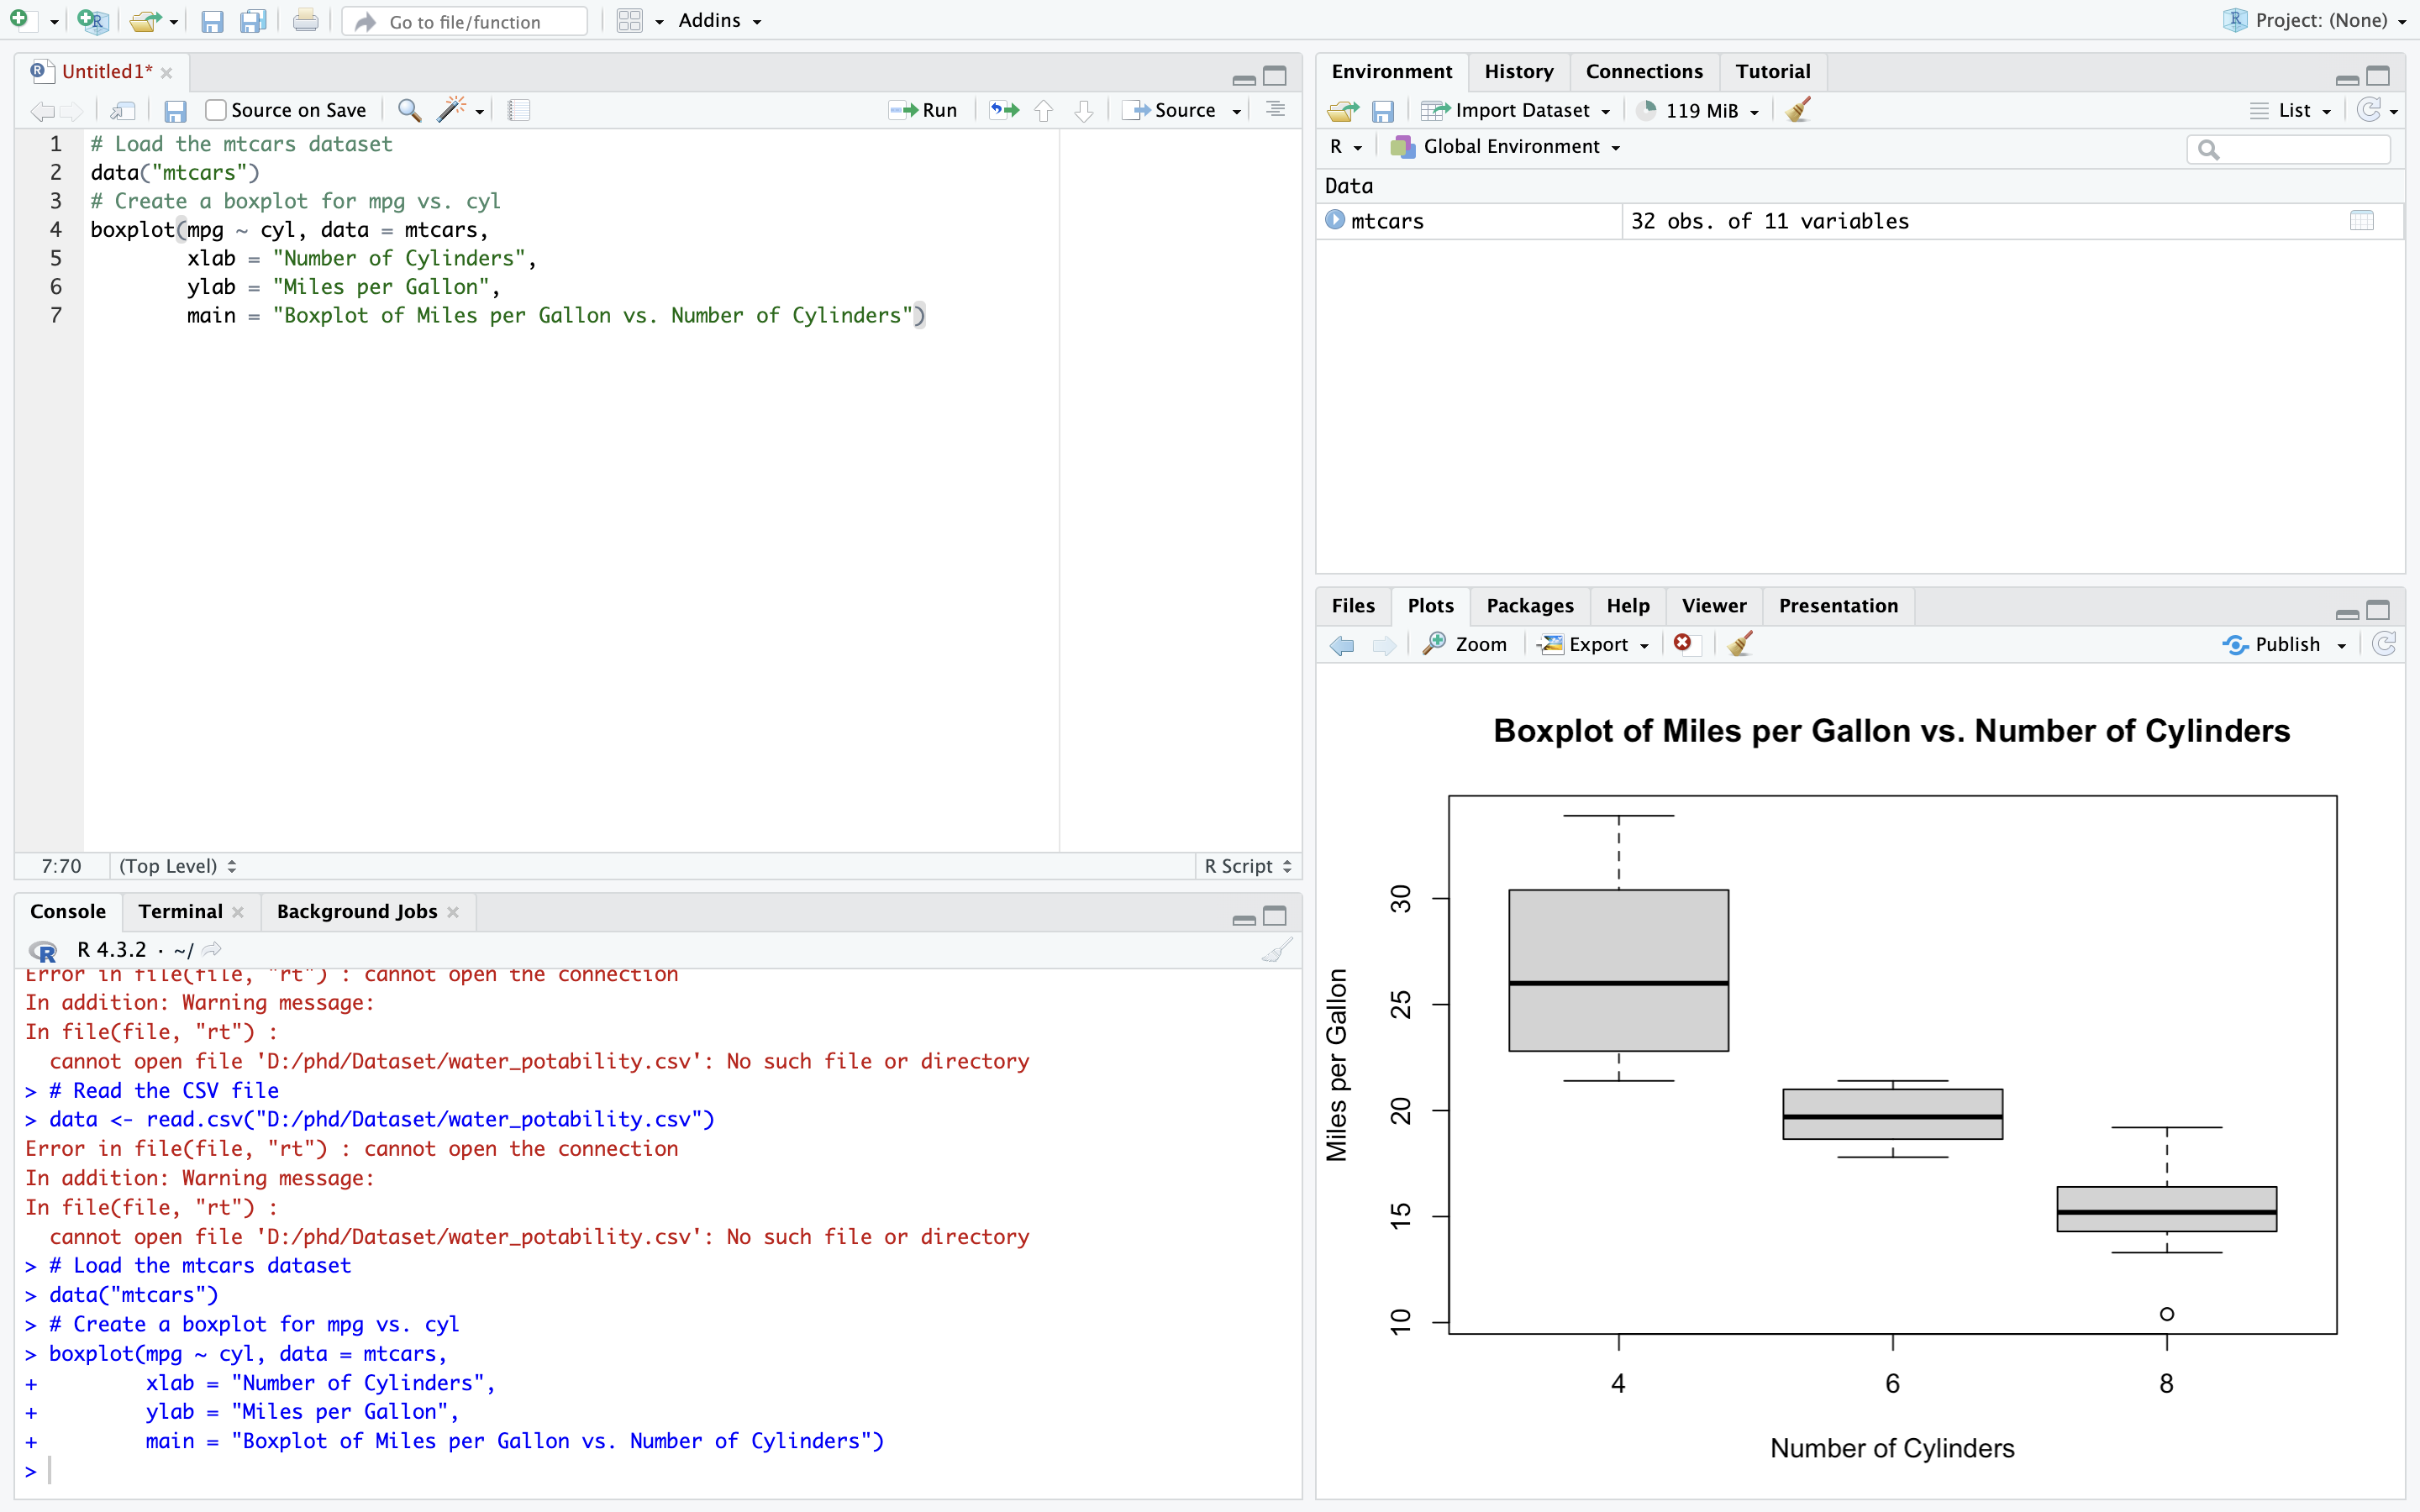 Go to file/function
Addins
Project: (None)
Untitled1*
Source on Save
Run
Source
1 # Load the mtcars dataset
2 data("mtcars")
3 # Create a boxplot for mpg vs. cyl
4 boxplot(mpg ~ cyl, data = mtcars,
5         xlab = "Number of Cylinders",
6         ylab = "Miles per Gallon",
7         main = "Boxplot of Miles per Gallon vs. Number of Cylinders")
7:70
(Top Level)
R Script
Console
Terminal
Background Jobs
R 4.3.2 · ~/
Error in file(file, "rt") : cannot open the connection
In addition: Warning message:
In file(file, "rt") :
  cannot open file 'D:/phd/Dataset/water_potability.csv': No such file or directory
> # Read the CSV file
> data <- read.csv("D:/phd/Dataset/water_potability.csv")
Error in file(file, "rt") : cannot open the connection
In addition: Warning message:
In file(file, "rt") :
  cannot open file 'D:/phd/Dataset/water_potability.csv': No such file or directory
> # Load the mtcars dataset
> data("mtcars")
> # Create a boxplot for mpg vs. cyl
> boxplot(mpg ~ cyl, data = mtcars,
+         xlab = "Number of Cylinders",
+         ylab = "Miles per Gallon",
+         main = "Boxplot of Miles per Gallon vs. Number of Cylinders")
>
Environment
History
Connections
Tutorial
Import Dataset
119 MiB
List
R
Global Environment
Data
mtcars
32 obs. of 11 variables
Files
Plots
Packages
Help
Viewer
Presentation
Zoom
Export
Publish
Boxplot of Miles per Gallon vs. Number of Cylinders
Miles per Gallon
30
25
20
15
10
4
6
8
Number of Cylinders